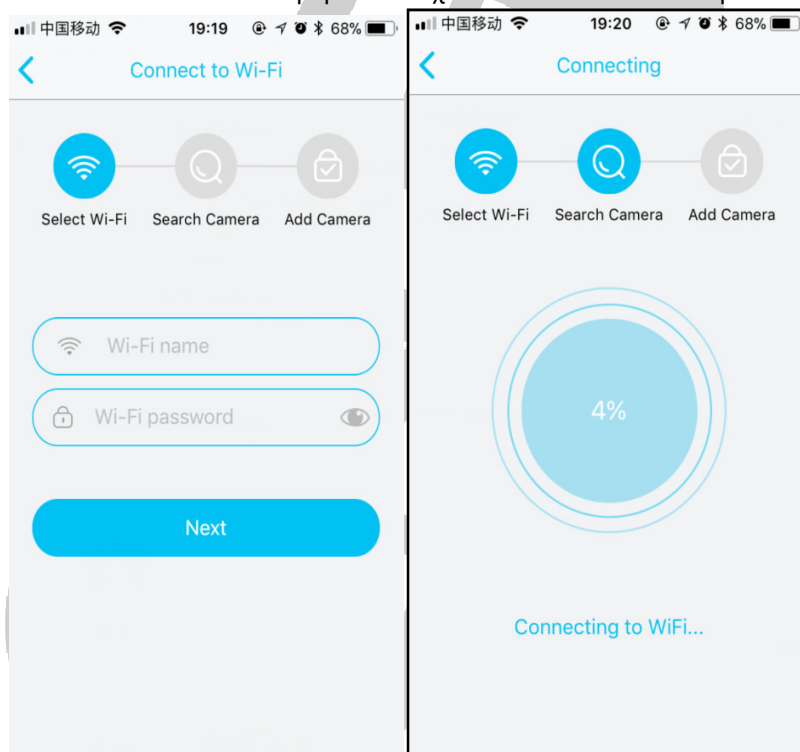 中国移动 19:19 68%
Connect to Wi-Fi
Select Wi-Fi Search Camera Add Camera
Wi-Fi name
Wi-Fi password
Next
中国移动 19:20 68%
Connecting
Select Wi-Fi Search Camera Add Camera
4%
Connecting to WiFi...